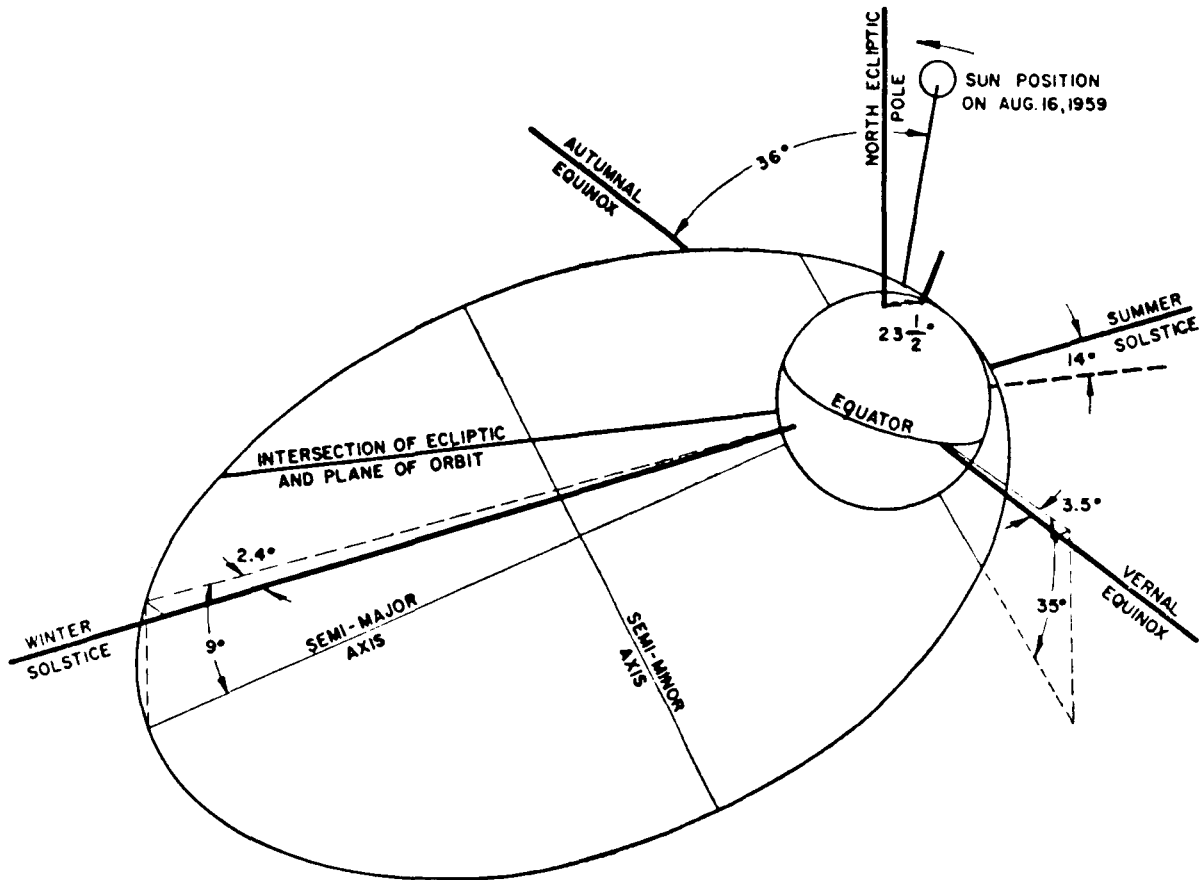 NORTH ECLIPTIC
POLE
SUN POSITION
ON AUG. 16, 1959
AUTUMNAL
EQUINOX
36°
23 1/2°
SUMMER
SOLSTICE
14°
EQUATOR
INTERSECTION OF ECLIPTIC
AND PLANE OF ORBIT
3.5°
2.4°
VERNAL
EQUINOX
35°
WINTER
SOLSTICE
9°
SEMI-MAJOR
AXIS
SEMI-MINOR
AXIS